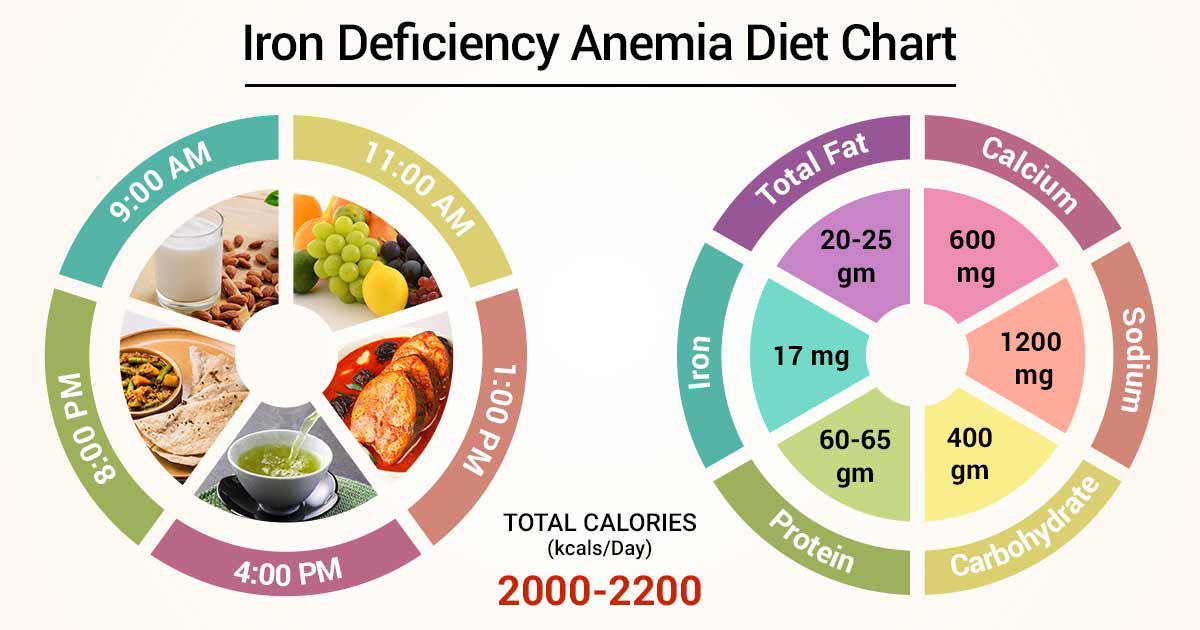 Iron Deficiency Anemia Diet Chart
9:00 AM
11:00 AM
1:00 PM
4:00 PM
8:00 PM
Total Fat
20-25
gm
Calcium
600
mg
Sodium
1200
mg
Carbohydrate
400
gm
Protein
60-65
gm
Iron
17 mg
TOTAL CALORIES
(kcals/Day)
2000-2200